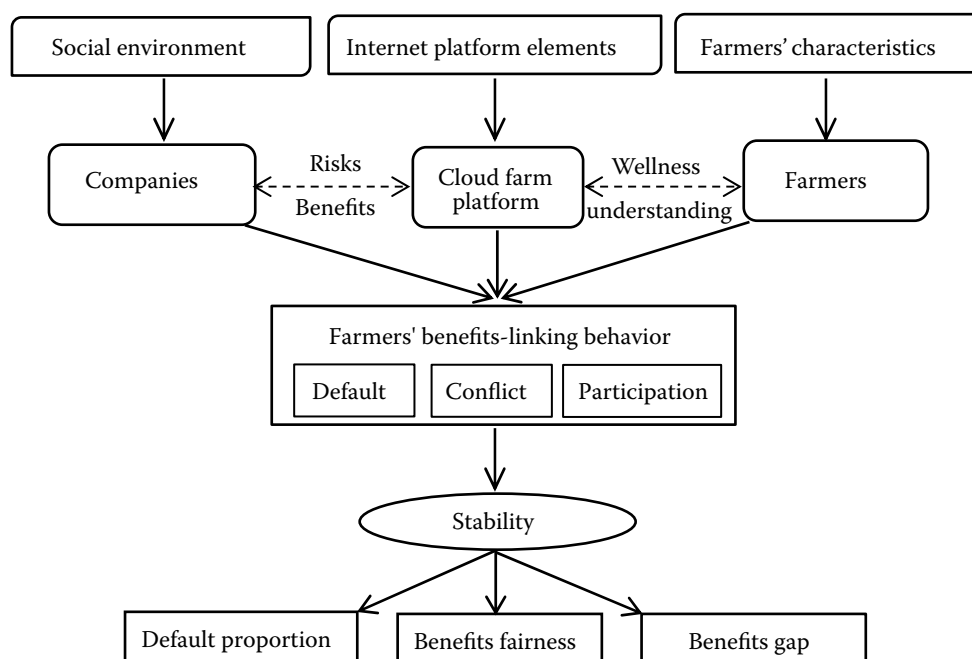 Social environment
Internet platform elements
Farmers’ characteristics
Companies
Risks
Benefits
Cloud farm
platform
Wellness
understanding
Farmers
Farmers' benefits-linking behavior
Default
Conflict
Participation
Stability
Default proportion
Benefits fairness
Benefits gap